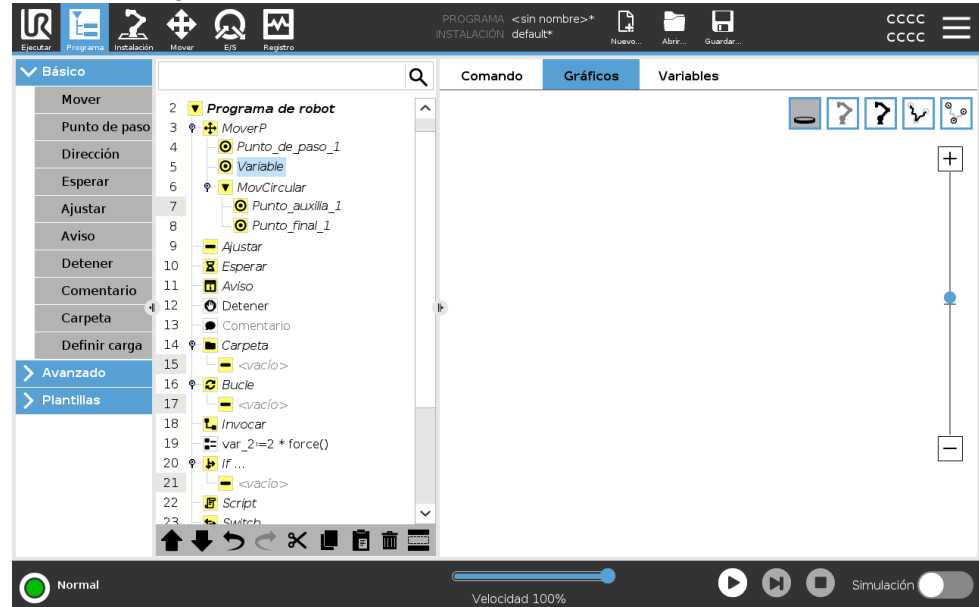 PROGRAMA <sin nombre>*
INSTALACIÓN default*
CCCC
CCCC
Ejecutar Programa Instalación Mover E/S Registro Nuevo... Abrir... Guardar...
Básico
Mover
Punto de paso
Dirección
Esperar
Ajustar
Aviso
Detener
Comentario
Carpeta
Definir carga
Avanzado
Plantillas
2 Programa de robot
3 MoverP
4 Punto_de_paso_1
5 Variable
6 MovCircular
7 Punto_auxilia_1
8 Punto_final_1
9 Ajustar
10 Esperar
11 Aviso
12 Detener
13 Comentario
14 Carpeta
15 <vacío>
16 Bucle
17 <vacío>
18 Invocar
19 var_2:=2 * force()
20 If ...
21 <vacío>
22 Script
23 Switch
Comando Gráficos Variables
Normal
Velocidad 100%
Simulación